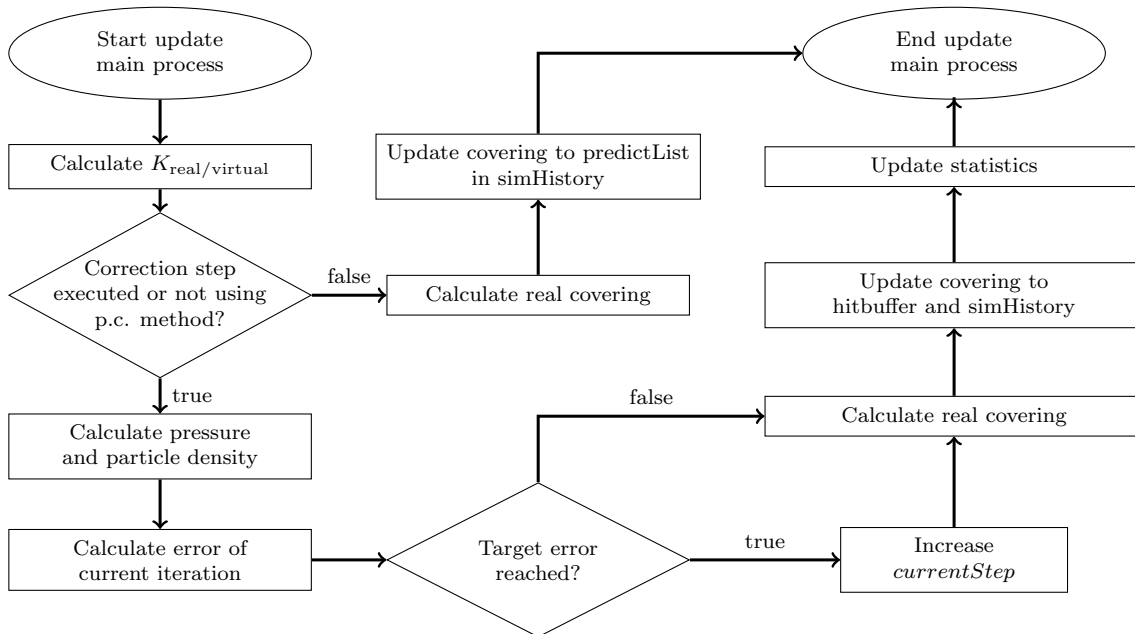 Start update
main process
End update
main process
Calculate K_real/virtual
Update covering to predictList
in simHistory
Update statistics
Correction step
executed or not using
p.c. method?
false
Calculate real covering
Update covering to
hitbuffer and simHistory
true
false
Calculate pressure
and particle density
Calculate real covering
Calculate error of
current iteration
Target error
reached?
true
Increase
currentStep